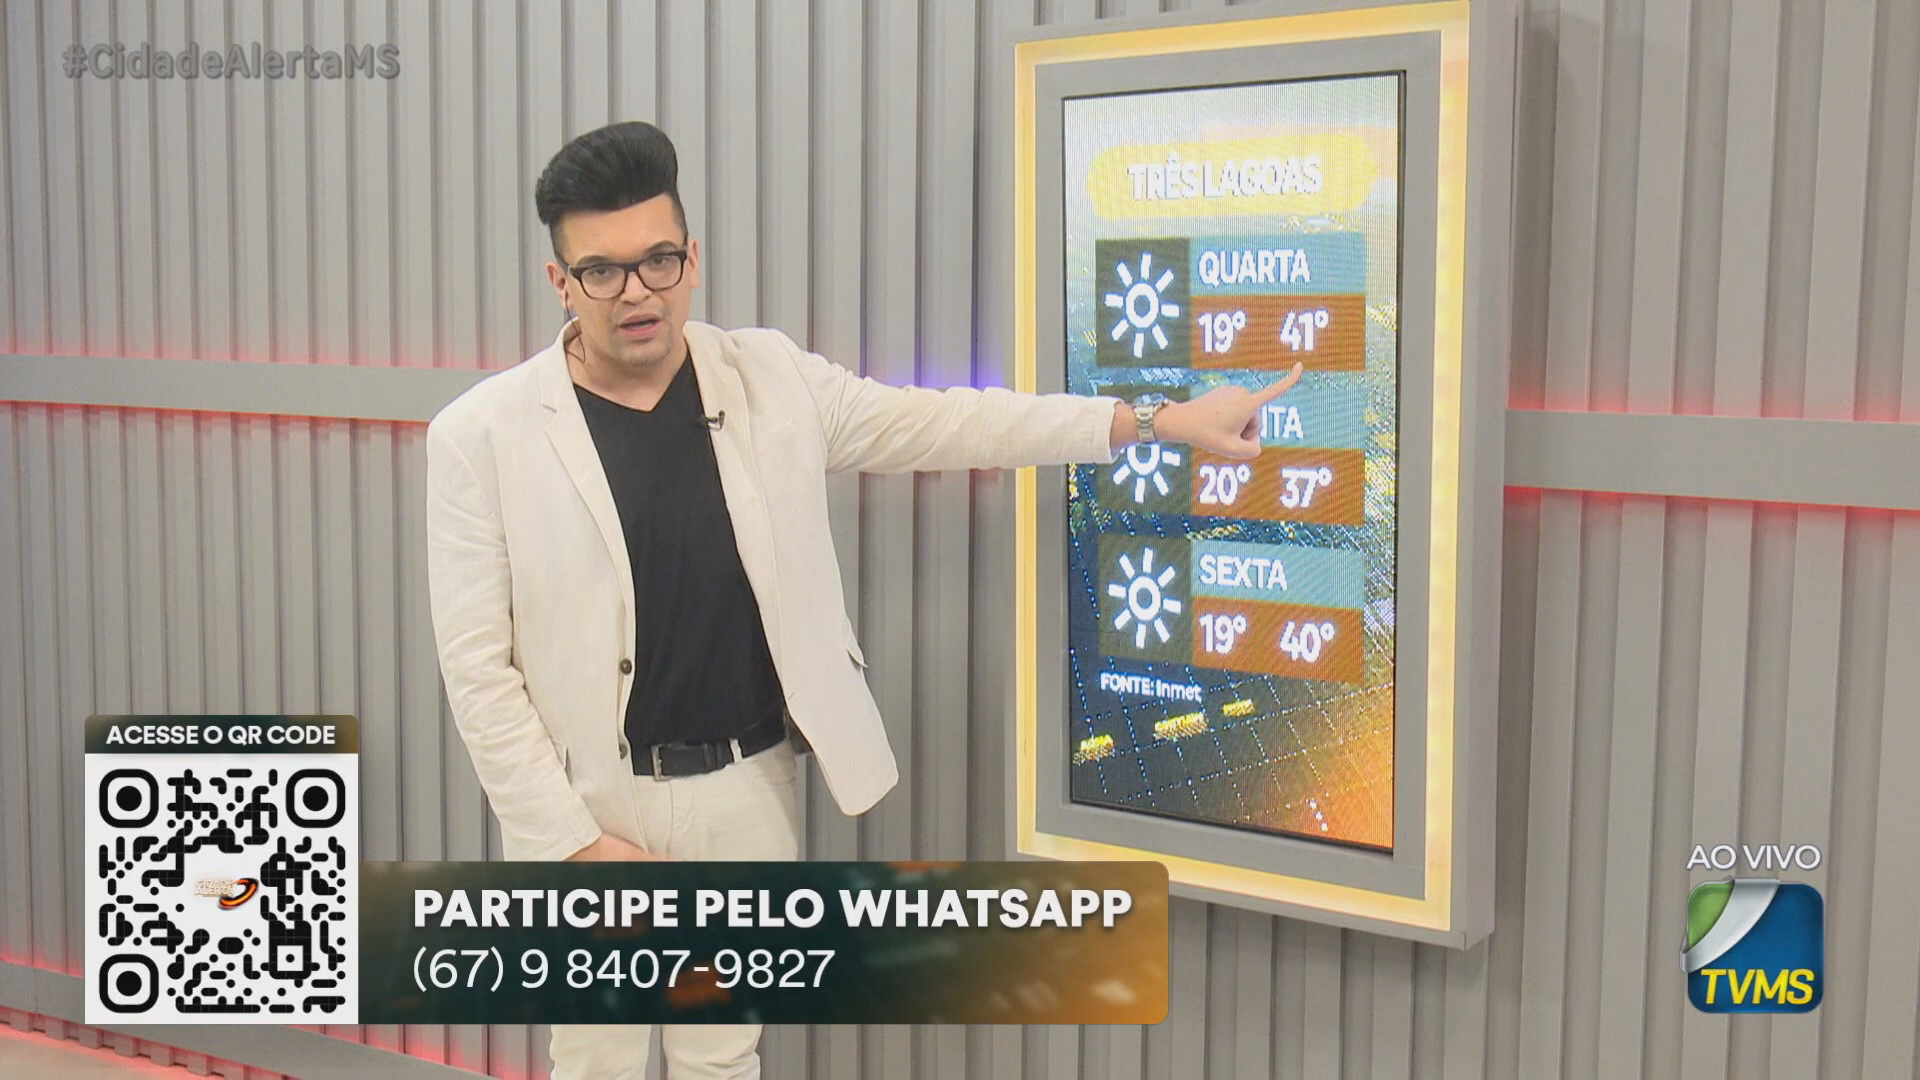 #CidadeAlertaMS
TRÊS LAGOAS
QUARTA
19° 41°
20° 37°
SEXTA
19° 40°
FONTE: Inmet
ACESSE O QR CODE
PARTICIPE PELO WHATSAPP
(67) 9 8407-9827
AO VIVO
TVMS